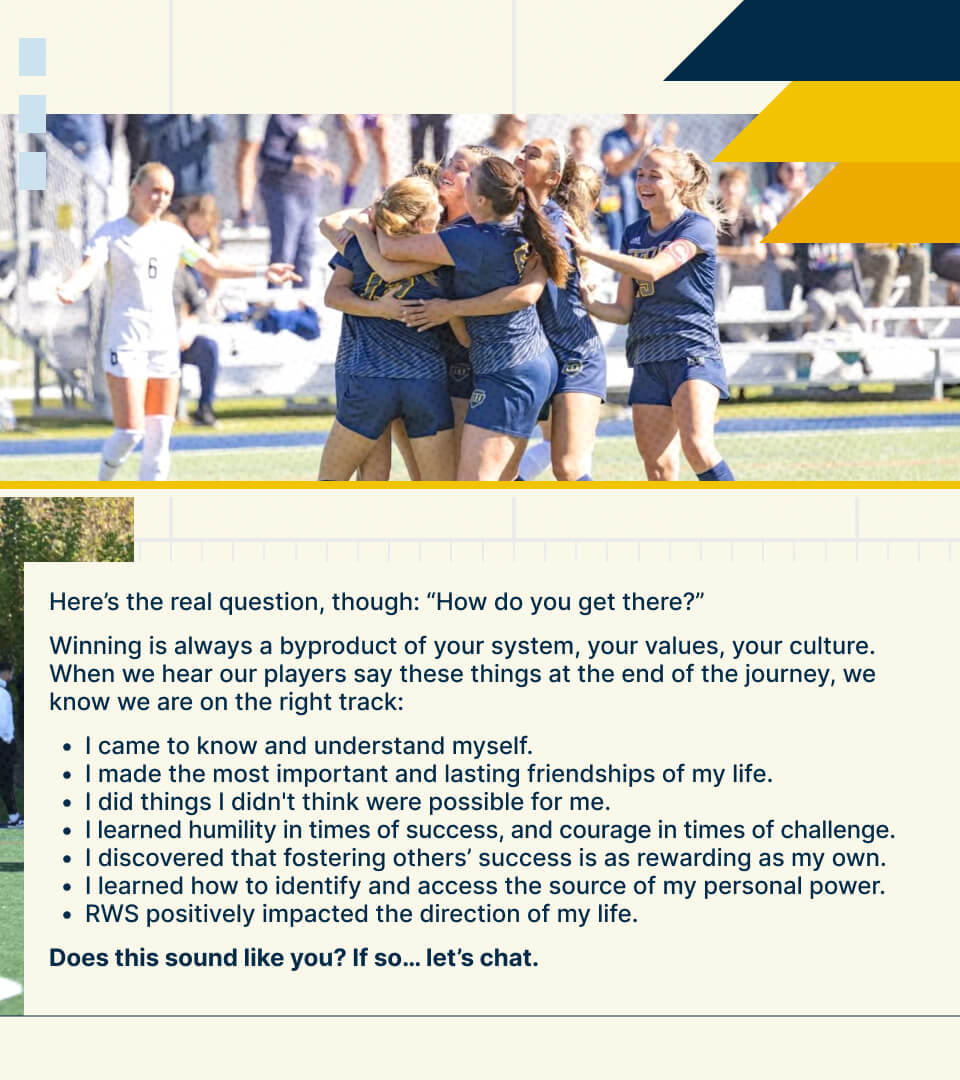 6
Here’s the real question, though: “How do you get there?”
Winning is always a byproduct of your system, your values, your culture.
When we hear our players say these things at the end of the journey, we
know we are on the right track:
• I came to know and understand myself.
• I made the most important and lasting friendships of my life.
• I did things I didn't think were possible for me.
• I learned humility in times of success, and courage in times of challenge.
• I discovered that fostering others’ success is as rewarding as my own.
• I learned how to identify and access the source of my personal power.
• RWS positively impacted the direction of my life.
Does this sound like you? If so... let’s chat.